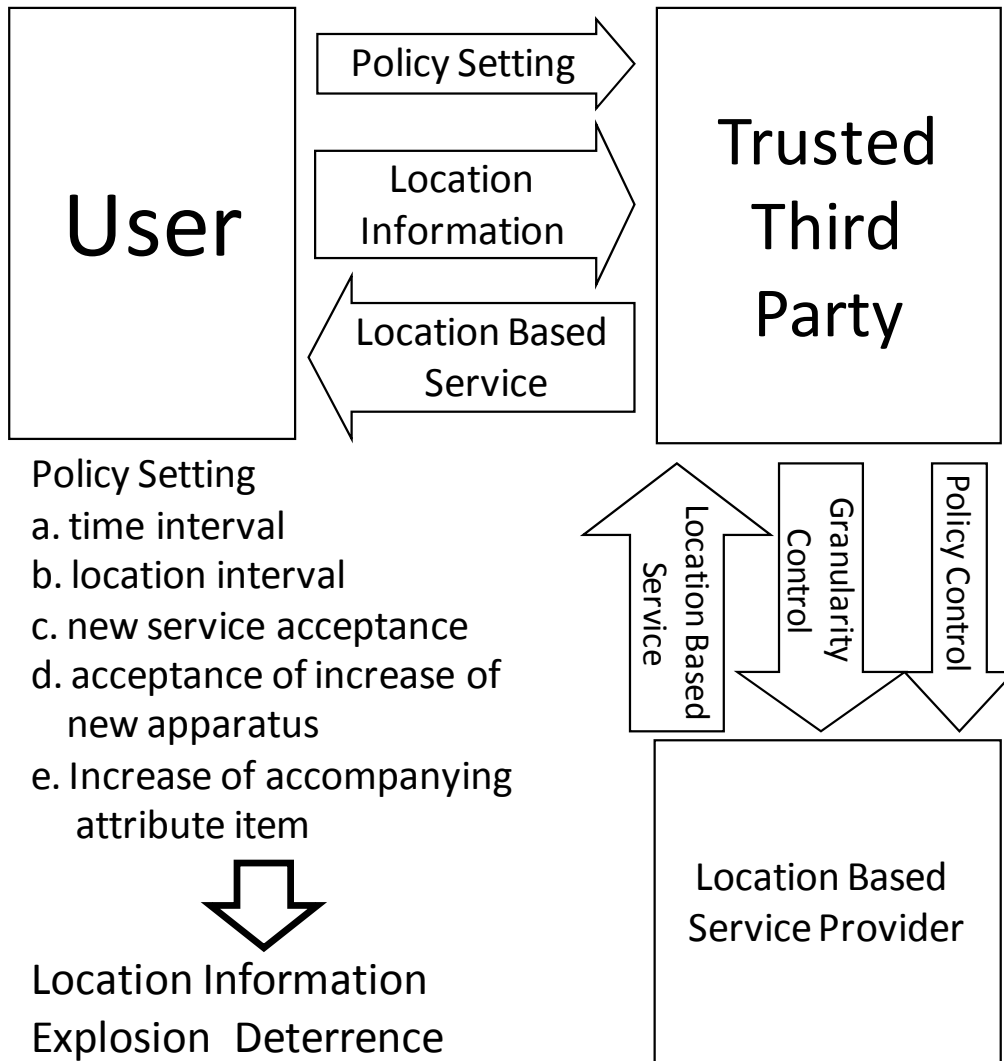 User
Policy Setting
Location
Information
Location Based
Service
Trusted
Third
Party
Policy Setting
a. time interval
b. location interval
c. new service acceptance
d. acceptance of increase of
new apparatus
e. Increase of accompanying
attribute item
Location Information
Explosion Deterrence
Location Based
Service
Granularity
Control
Policy Control
Location Based
Service Provider